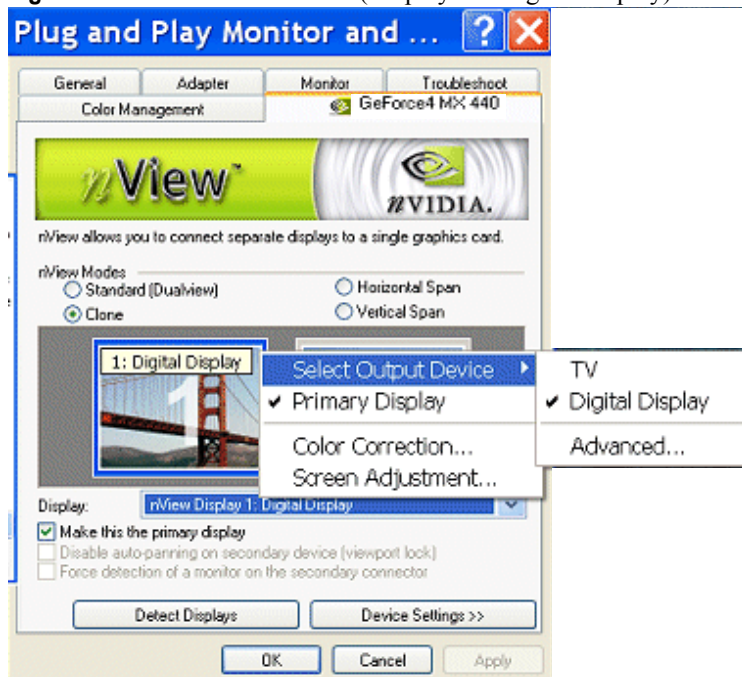 Plug and Play Monitor and ...
General Adapter Monitor Troubleshoot
Color Management GeForce4 MX 440
nView™
nVIDIA.
nView allows you to connect separate displays to a single graphics card.
nView Modes
Standard (Dualview) Horizontal Span
Clone Vertical Span
1: Digital Display
1
Select Output Device
Primary Display
Color Correction...
Screen Adjustment...
TV
Digital Display
Advanced...
Display: nView Display 1: Digital Display
Make this the primary display
Disable auto-panning on secondary device (viewport lock)
Force detection of a monitor on the secondary connector
Detect Displays Device Settings >>
OK Cancel Apply